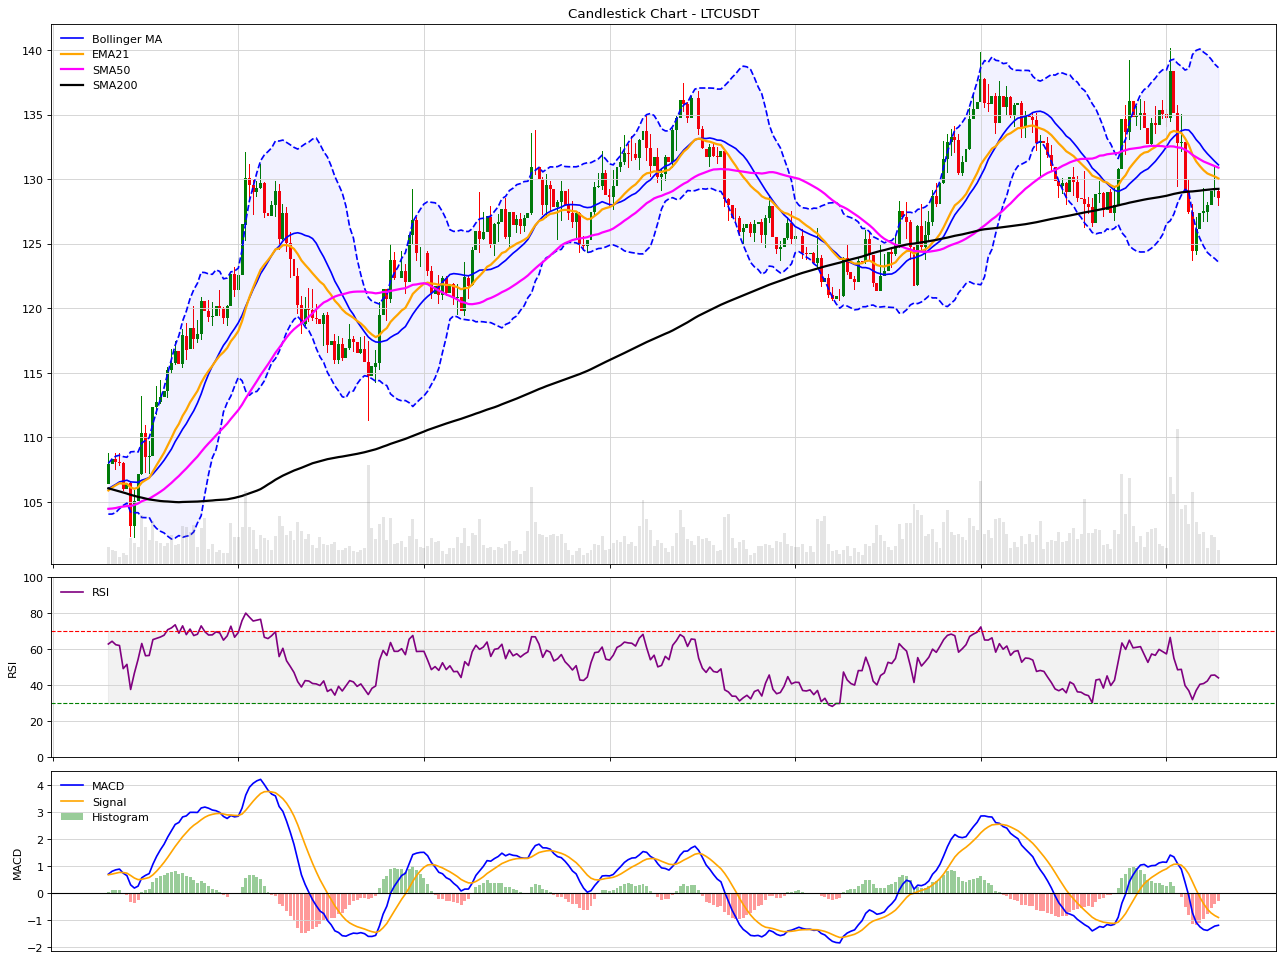 Candlestick Chart - LTCUSDT
Bollinger MA
EMA21
SMA50
SMA200
140
135
130
125
120
115
110
105
RSI
100
80
60
40
20
0
RSI
MACD
Signal
Histogram
4
3
2
1
0
−1
−2
MACD